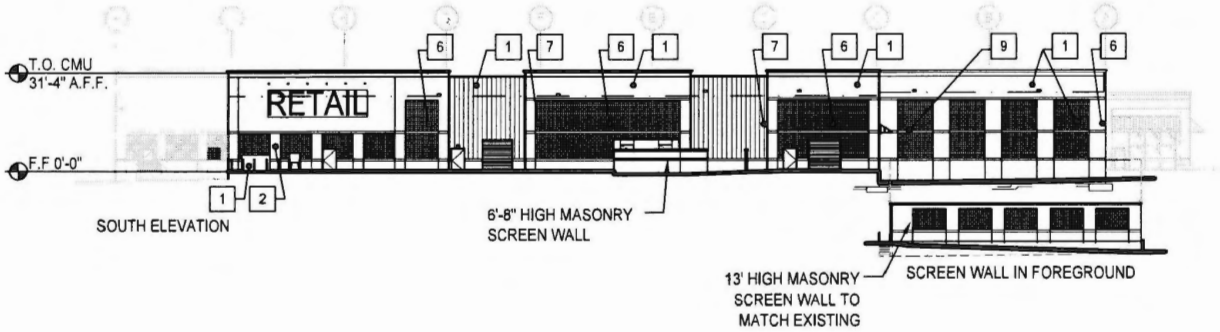 6
1
7
6
1
7
6
1
9
1
6
T.O. CMU
31'-4" A.F.F.
RETAIL
F.F 0'-0"
1
2
SOUTH ELEVATION
6'-8" HIGH MASONRY
SCREEN WALL
13' HIGH MASONRY
SCREEN WALL TO
MATCH EXISTING
SCREEN WALL IN FOREGROUND